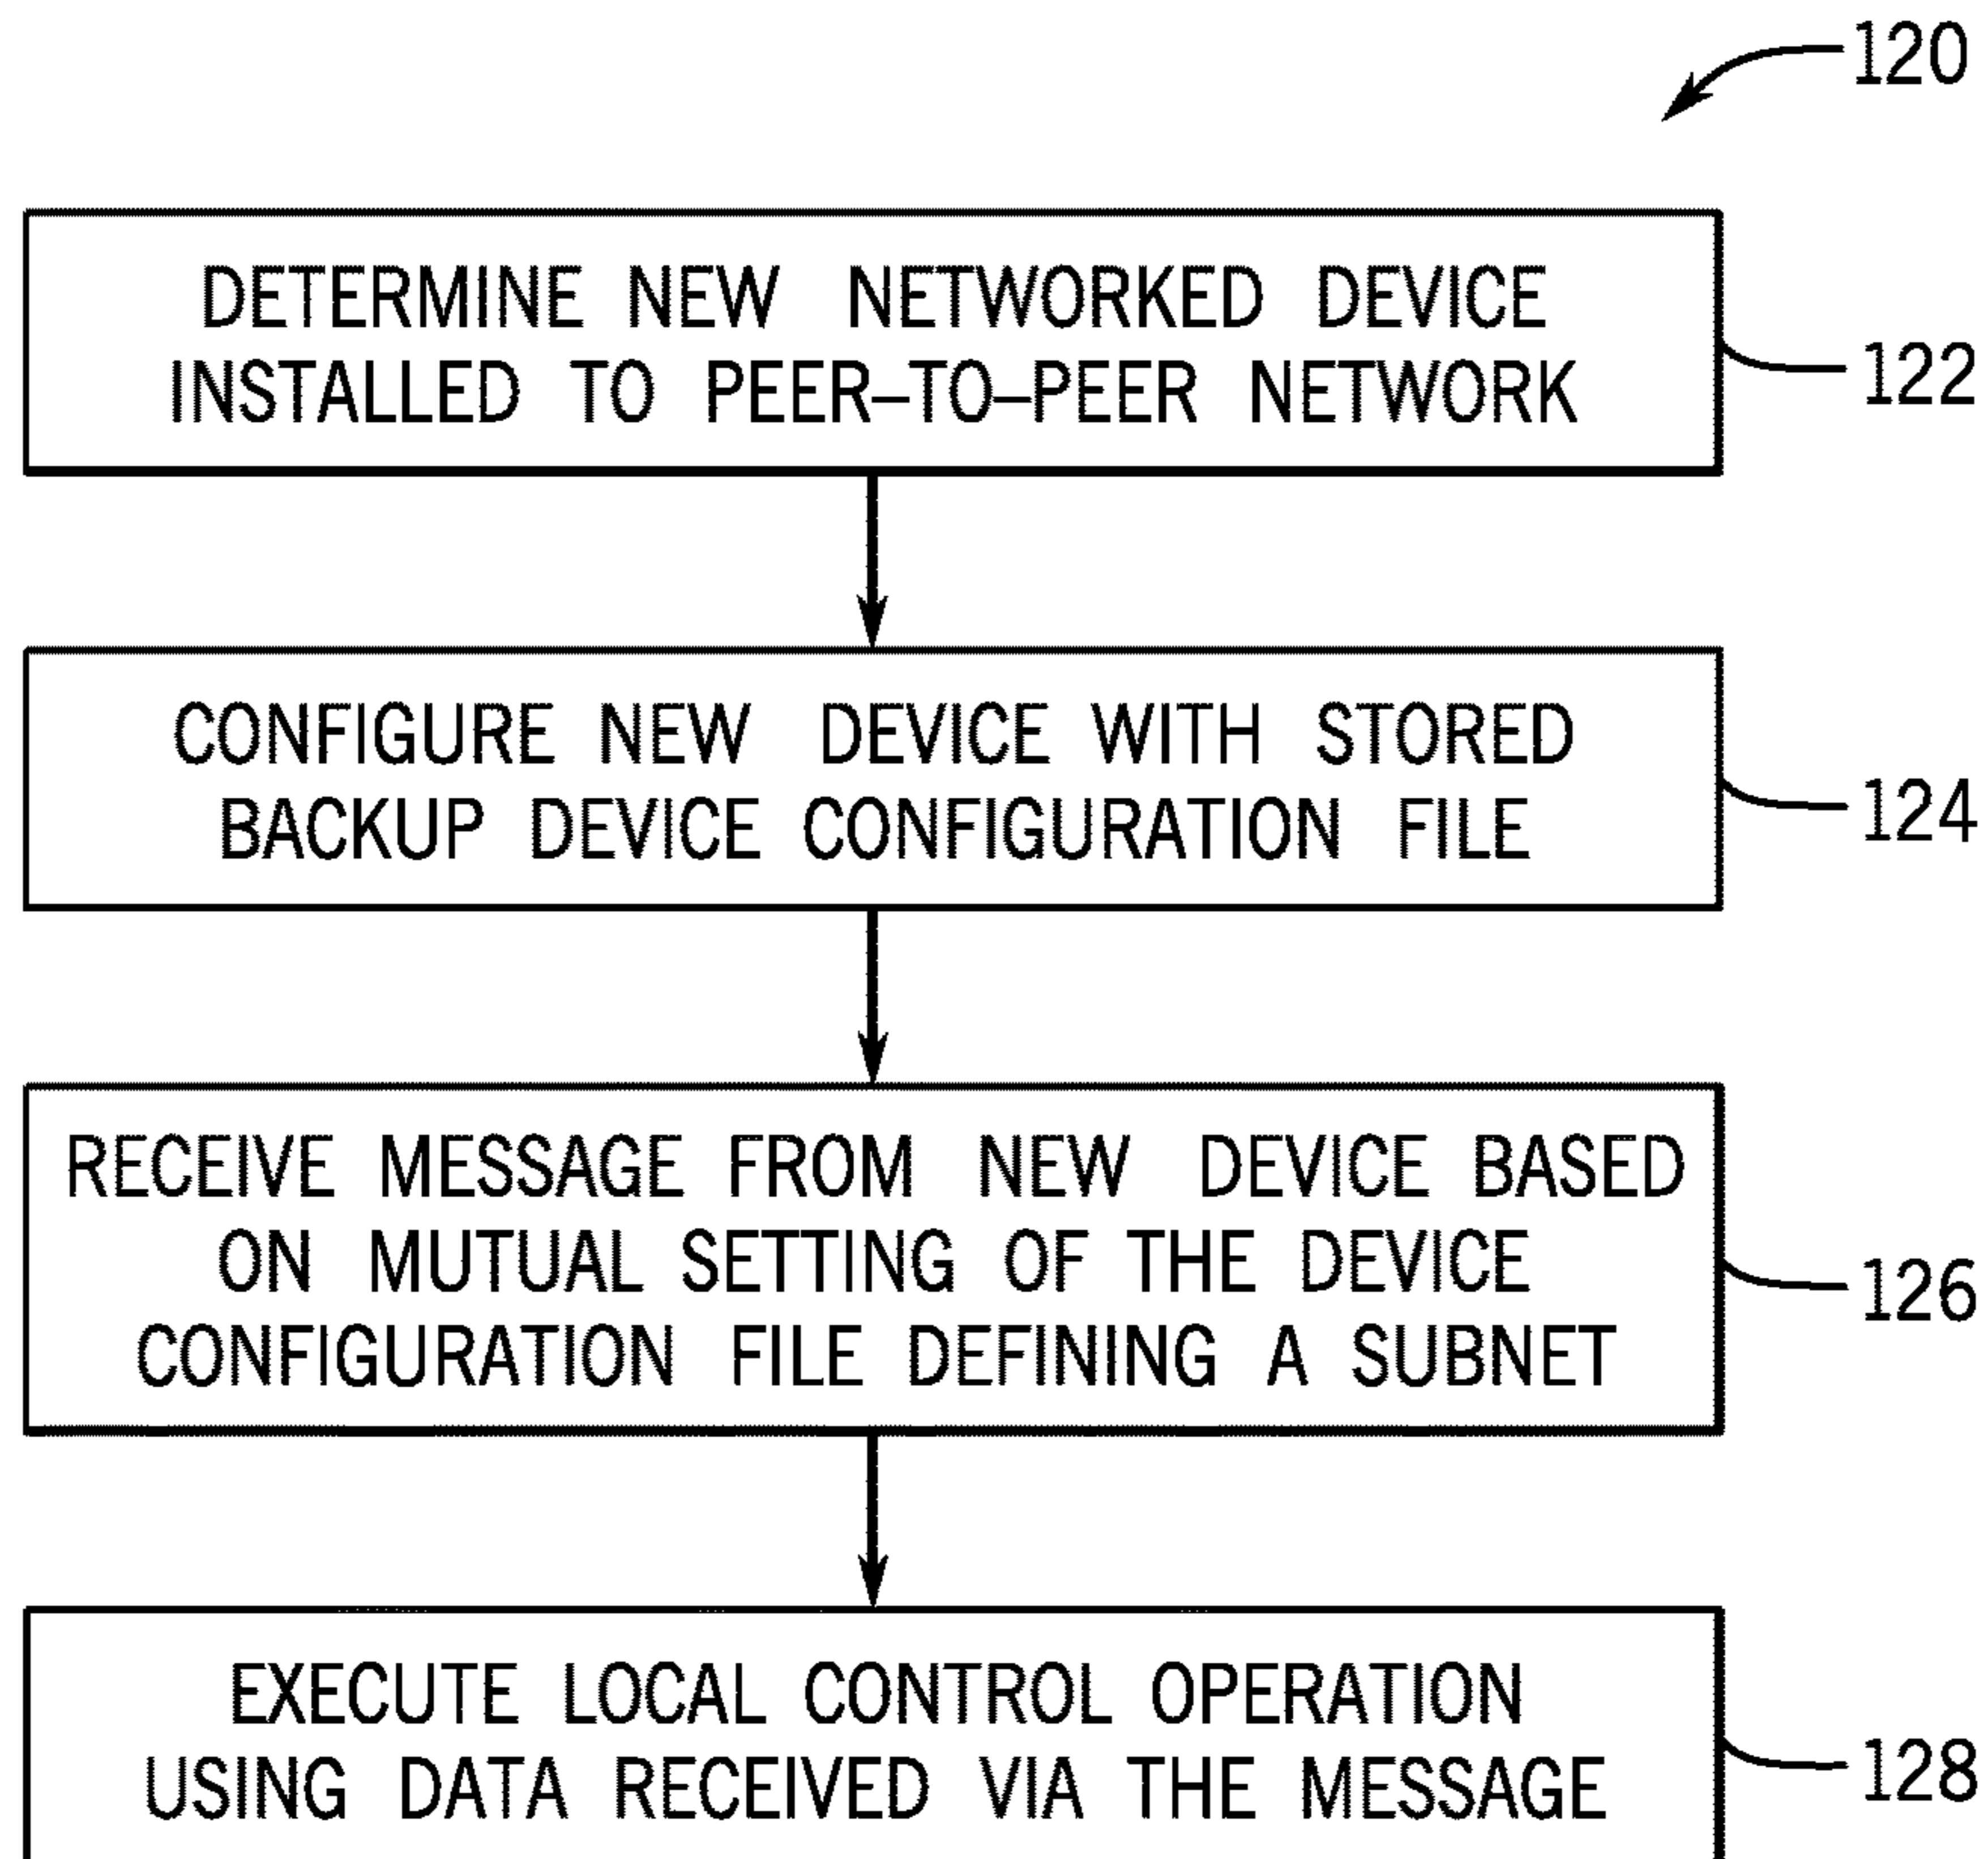 120
DETERMINE NEW NETWORKED DEVICE
INSTALLED TO PEER–TO–PEER NETWORK
122
CONFIGURE NEW DEVICE WITH STORED
BACKUP DEVICE CONFIGURATION FILE
124
RECEIVE MESSAGE FROM NEW DEVICE BASED
ON MUTUAL SETTING OF THE DEVICE
CONFIGURATION FILE DEFINING A SUBNET
126
EXECUTE LOCAL CONTROL OPERATION
USING DATA RECEIVED VIA THE MESSAGE
128